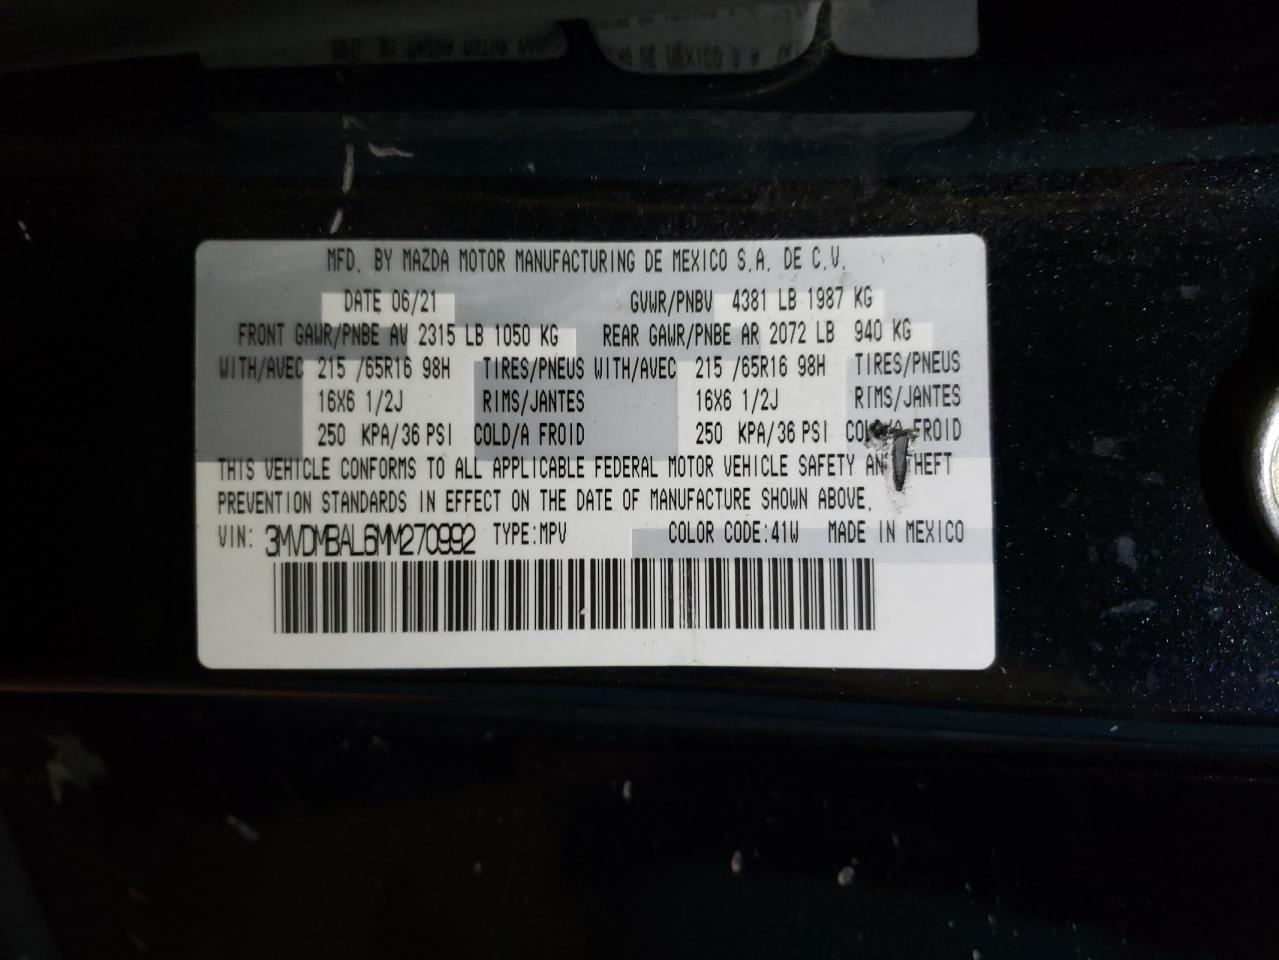 MFD. BY MAZDA MOTOR MANUFACTURING DE MEXICO S.A. DE C.V.
DATE 06/21 GVWR/PNBV 4381 LB 1987 KG
FRONT GAWR/PNBE AV 2315 LB 1050 KG REAR GAWR/PNBE AR 2072 LB 940 KG
WITH/AVEC 215 /65R16 98H TIRES/PNEUS WITH/AVEC 215 /65R16 98H TIRES/PNEUS
16X6 1/2J RIMS/JANTES 16X6 1/2J RIMS/JANTES
250 KPA/36 PSI COLD/A FROID 250 KPA/36 PSI COLD/A FROID
THIS VEHICLE CONFORMS TO ALL APPLICABLE FEDERAL MOTOR VEHICLE SAFETY AND THEFT
PREVENTION STANDARDS IN EFFECT ON THE DATE OF MANUFACTURE SHOWN ABOVE.
VIN: 3MVDMBAL6MM270992 TYPE:MPV COLOR CODE:41W MADE IN MEXICO